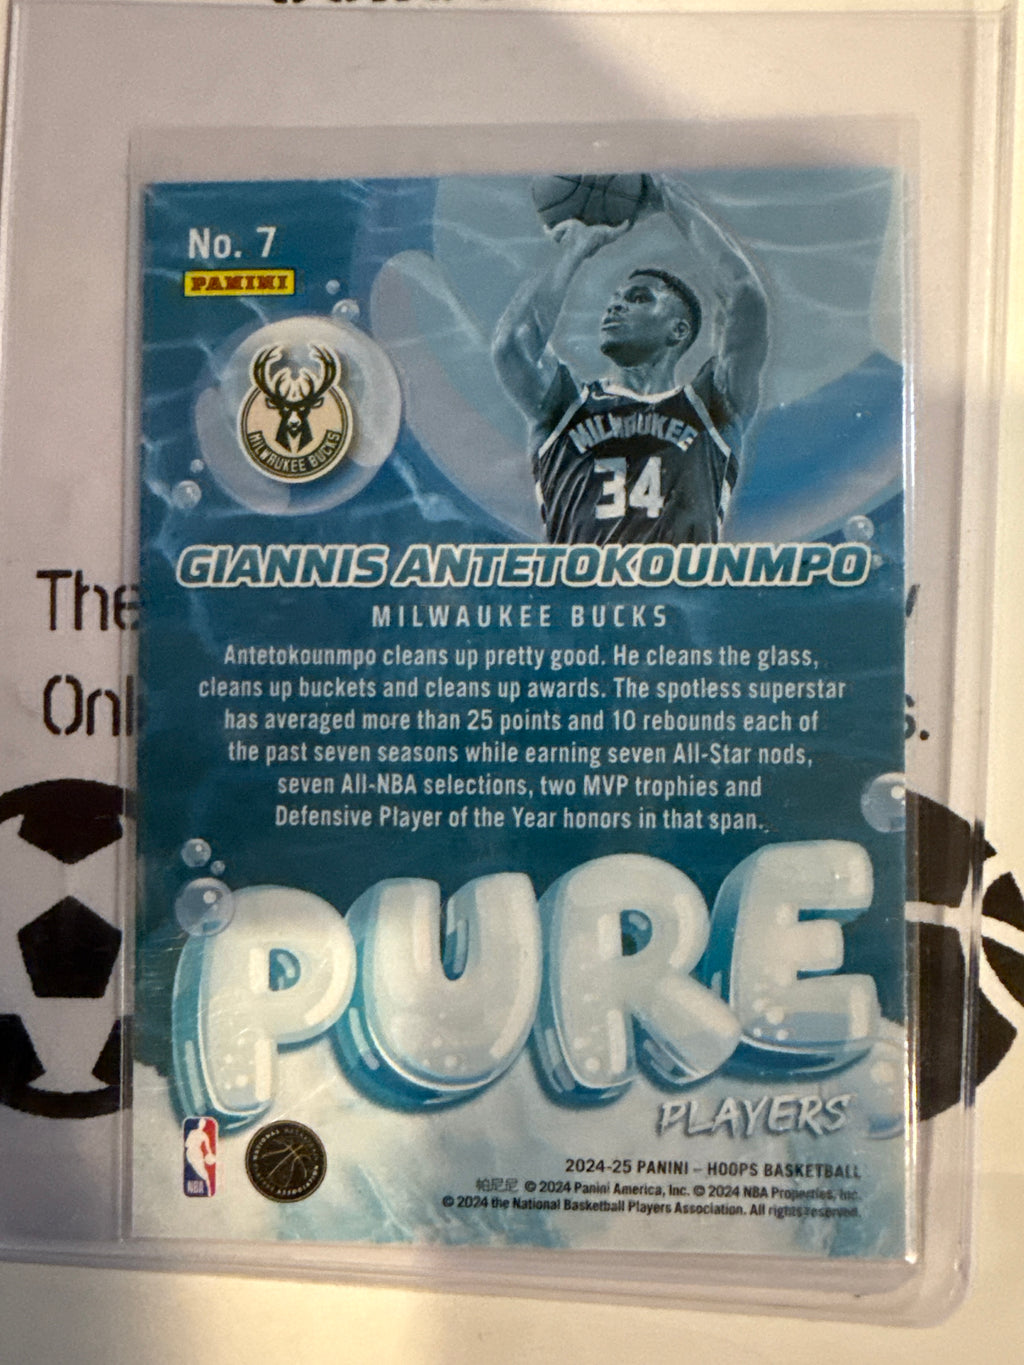 No. 7
PANINI
MILWAUKEE BUCKS
MILWAUKEE
34
GIANNIS ANTETOKOUNMPO
MILWAUKEE BUCKS
Antetokounmpo cleans up pretty good. He cleans the glass,
cleans up buckets and cleans up awards. The spotless superstar
has averaged more than 25 points and 10 rebounds each of
the past seven seasons while earning seven All-Star nods,
seven All-NBA selections, two MVP trophies and
Defensive Player of the Year honors in that span.
The
PURE
PLAYERS
NBA
2024-25 PANINI – HOOPS BASKETBALL
帕尼尼 © 2024 Panini America, Inc. © 2024 NBA Properties, Inc.
© 2024 the National Basketball Players Association. All rights reserved.